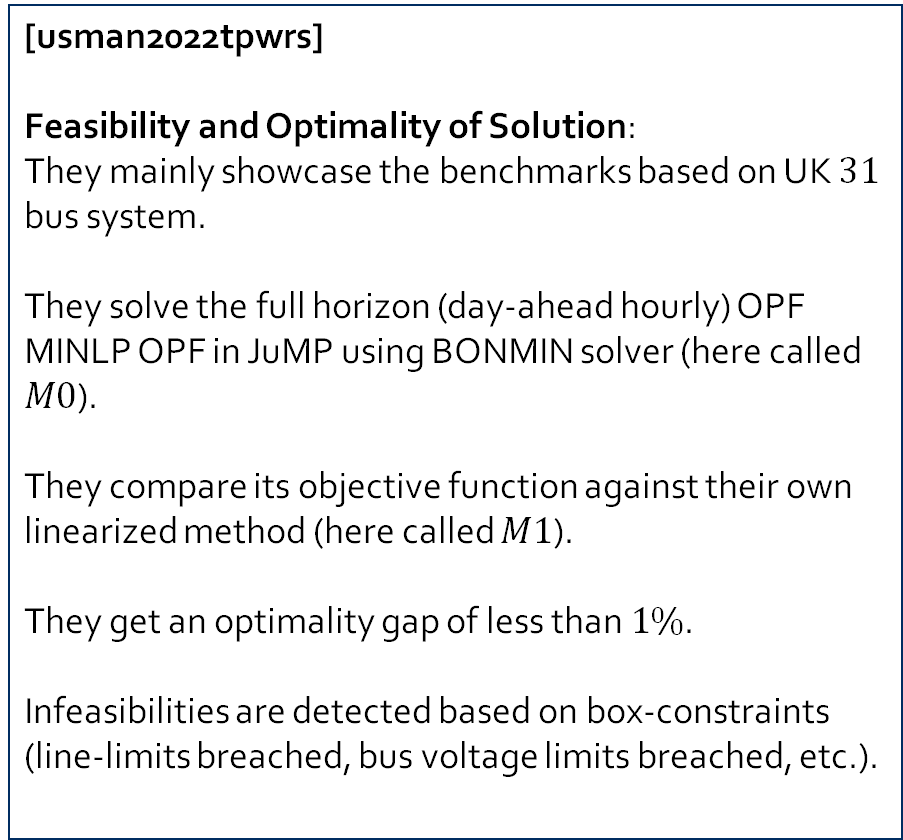 [usman2022tpwrs]
Feasibility and Optimality of Solution:
They mainly showcase the benchmarks based on UK 31
bus system.
They solve the full horizon (day-ahead hourly) OPF
MINLP OPF in JuMP using BONMIN solver (here called
M0).
They compare its objective function against their own
linearized method (here called M1).
They get an optimality gap of less than 1%.
Infeasibilities are detected based on box-constraints
(line-limits breached, bus voltage limits breached, etc.).